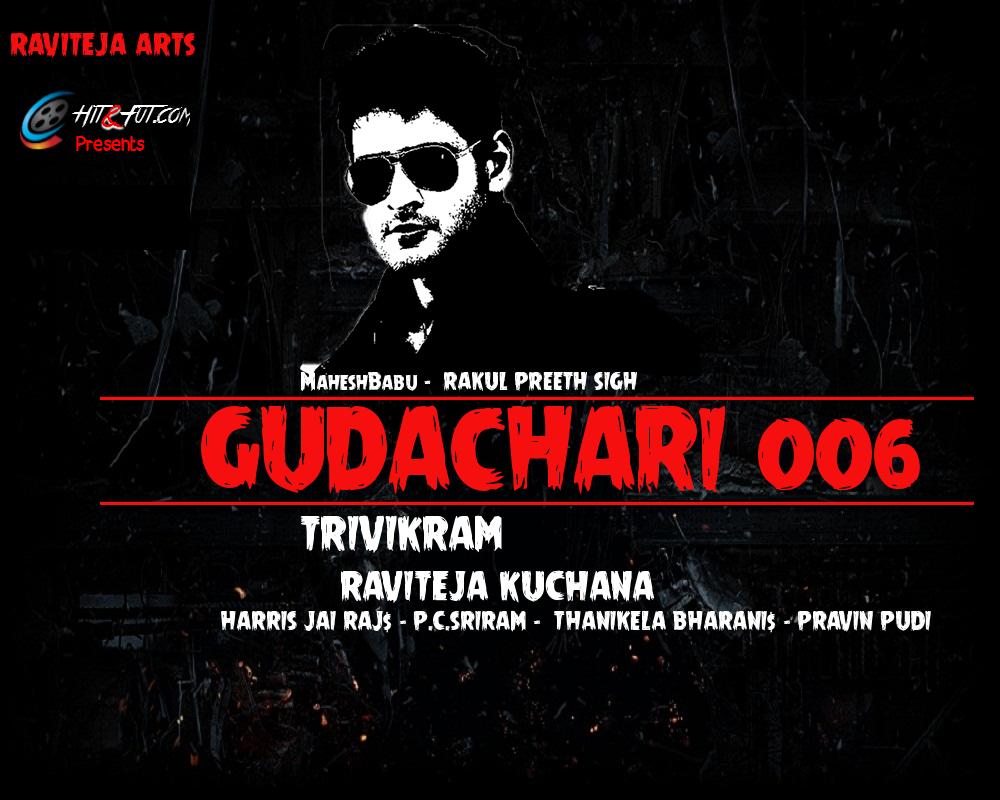 RAVITEJA ARTS
HIT&FUT.COM
Presents
MAHESHBABU - RAKUL PREETH SIGH
GUDACHARI 006
TRIVIKRAM
RAVITEJA KUCHANA
HARRIS JAI RAJ$ - P.C.SRIRAM - THANIKELA BHARANI$ - PRAVIN PUDI